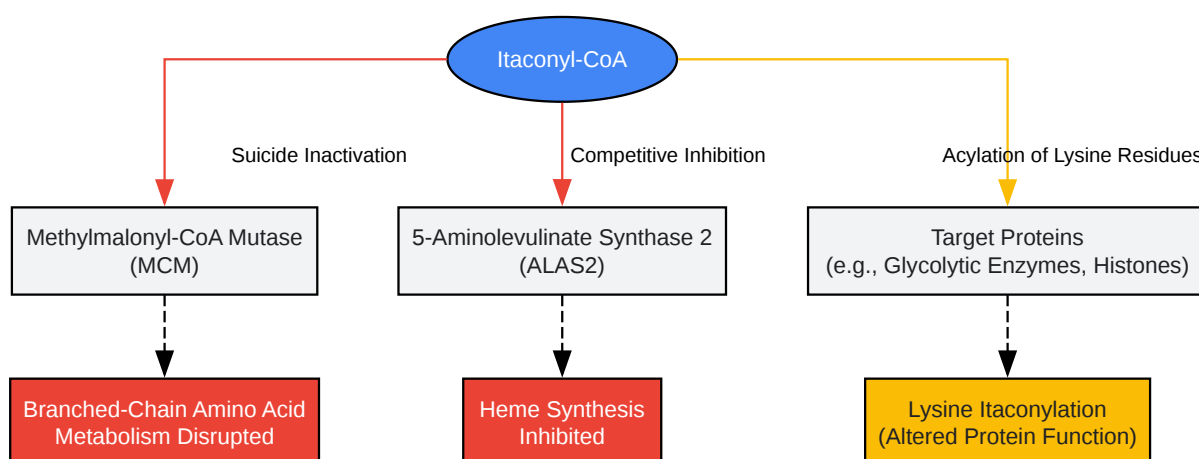 Itaconyl-CoA
Suicide Inactivation
Competitive Inhibition
Acylation of Lysine Residues
Methylmalonyl-CoA Mutase
(MCM)
5-Aminolevulinate Synthase 2
(ALAS2)
Target Proteins
(e.g., Glycolytic Enzymes, Histones)
Branched-Chain Amino Acid
Metabolism Disrupted
Heme Synthesis
Inhibited
Lysine Itaconylation
(Altered Protein Function)